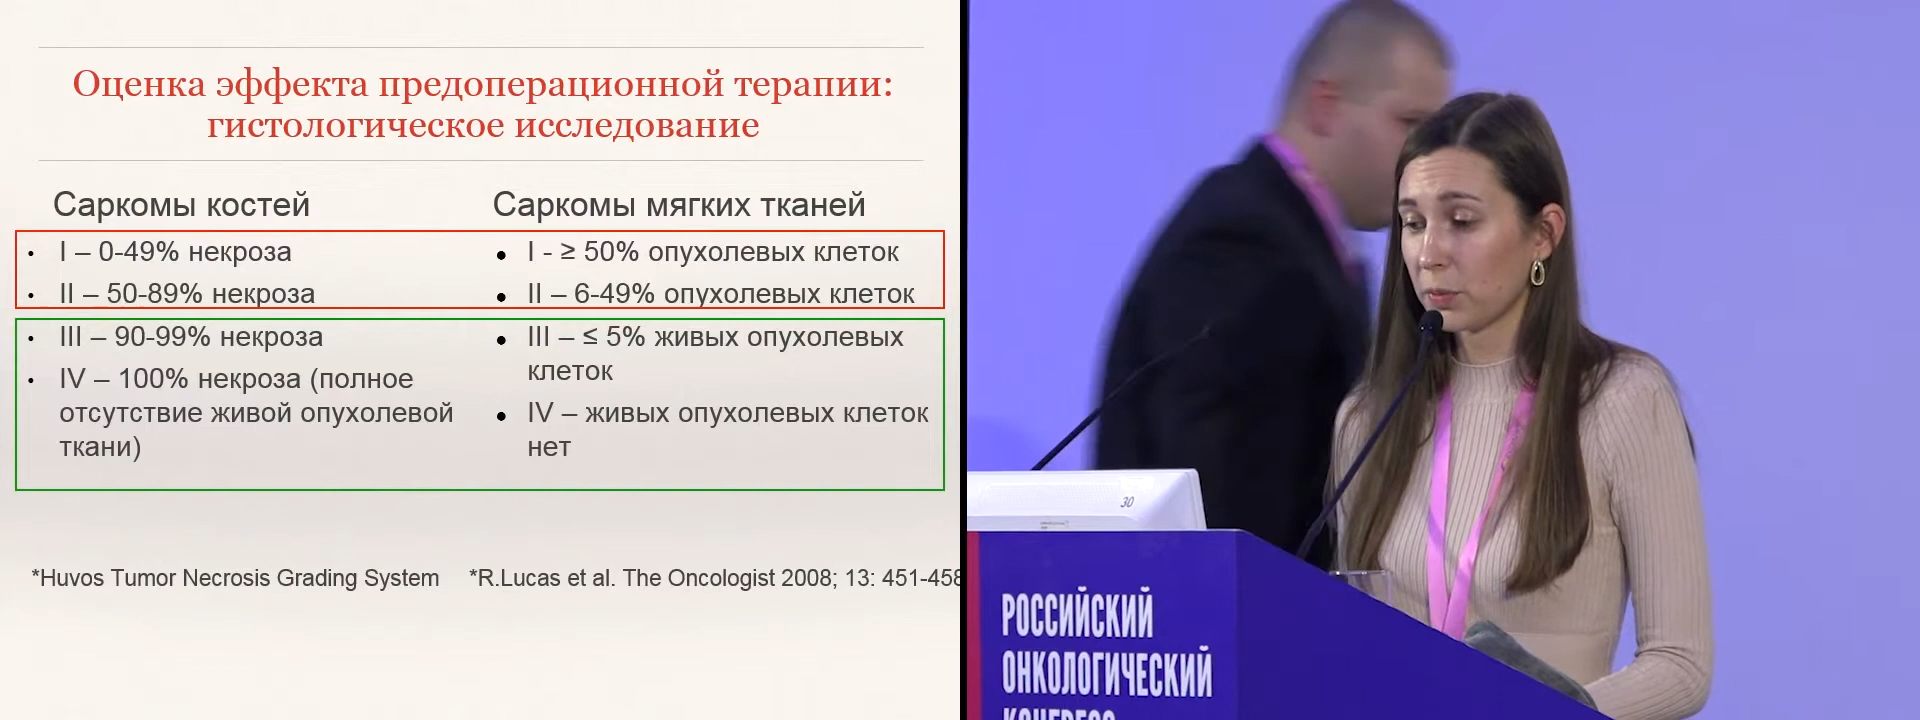 Оценка эффекта предоперационной терапии:
гистологическое исследование
Саркомы костей
• I – 0-49% некроза
• II – 50-89% некроза
• III – 90-99% некроза
• IV – 100% некроза (полное
отсутствие живой опухолевой
ткани)
Саркомы мягких тканей
• I - ≥ 50% опухолевых клеток
• II – 6-49% опухолевых клеток
• III – ≤ 5% живых опухолевых
клеток
• IV – живых опухолевых клеток
нет
*Huvos Tumor Necrosis Grading System
*R.Lucas et al. The Oncologist 2008; 13: 451-458
30
РОССИЙСКИЙ
ОНКОЛОГИЧЕСКИЙ
КОНГРЕСС